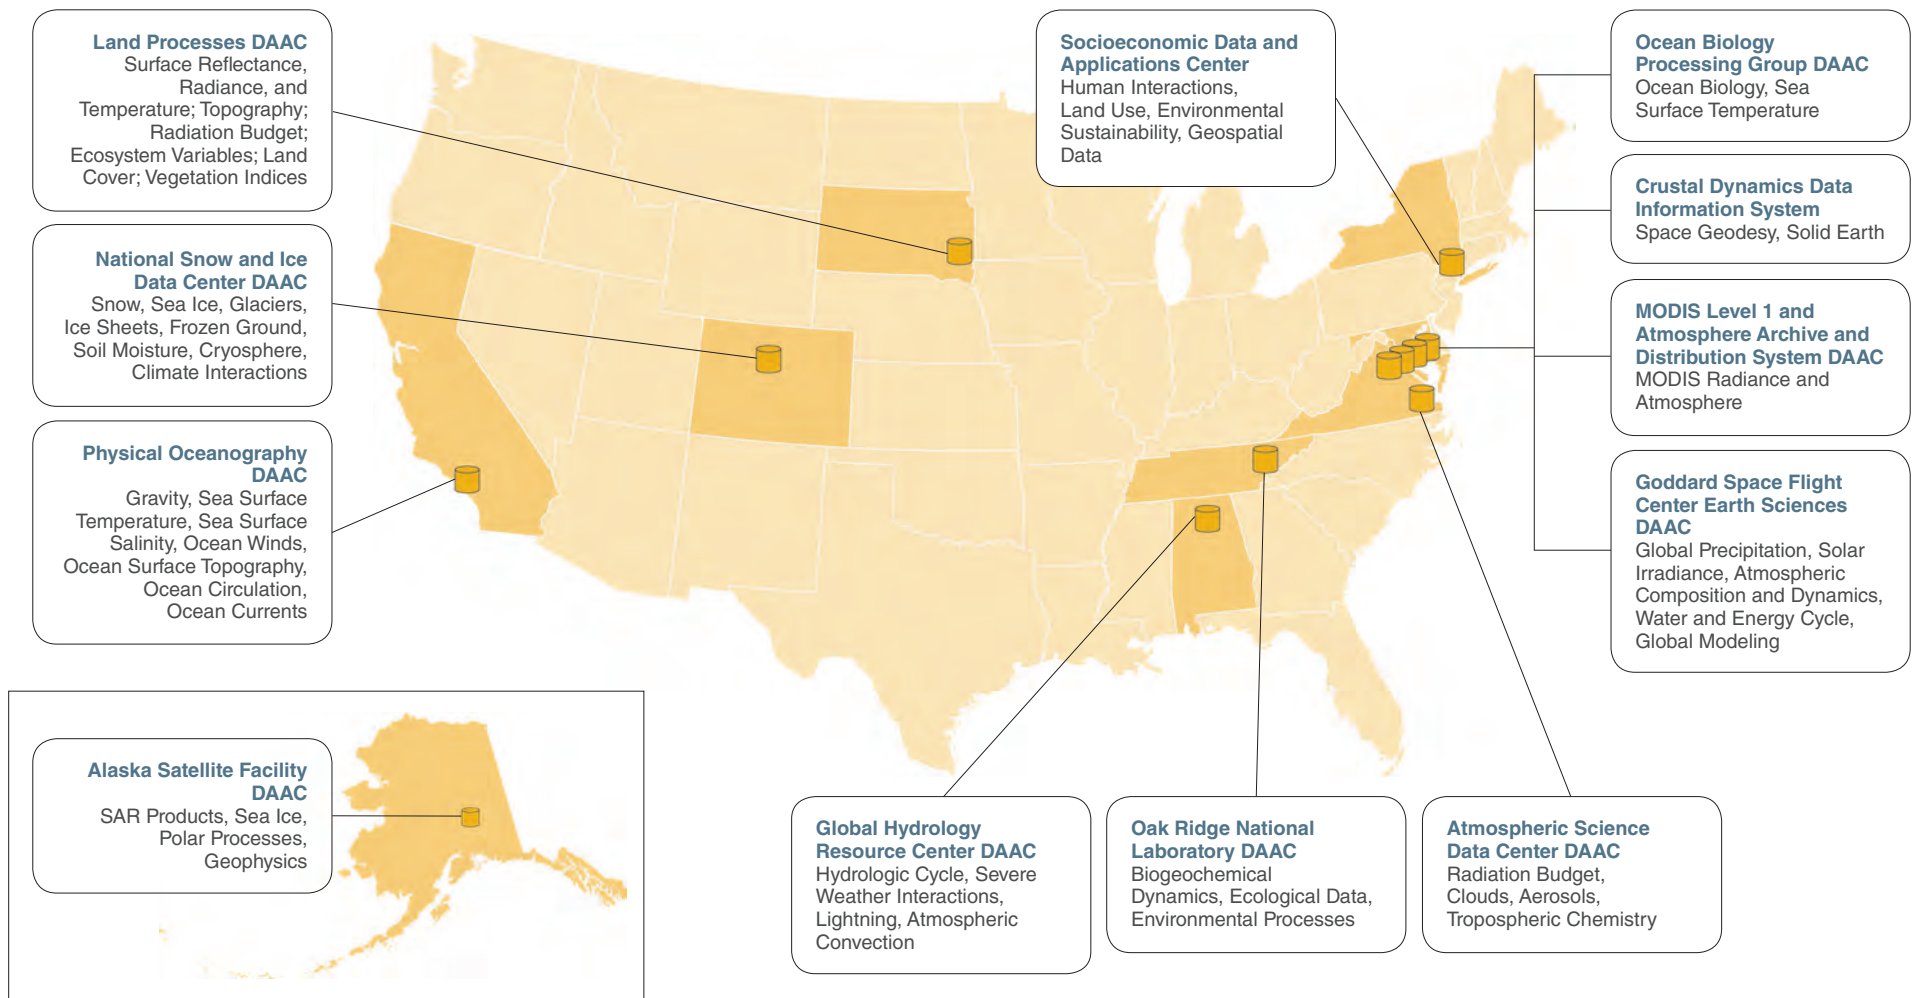 Land Processes DAAC
Surface Reflectance,
Radiance, and
Temperature; Topography;
Radiation Budget;
Ecosystem Variables; Land
Cover; Vegetation Indices
National Snow and Ice
Data Center DAAC
Snow, Sea Ice, Glaciers,
Ice Sheets, Frozen Ground,
Soil Moisture, Cryosphere,
Climate Interactions
Physical Oceanography
DAAC
Gravity, Sea Surface
Temperature, Sea Surface
Salinity, Ocean Winds,
Ocean Surface Topography,
Ocean Circulation,
Ocean Currents
Alaska Satellite Facility
DAAC
SAR Products, Sea Ice,
Polar Processes,
Geophysics
Socioeconomic Data and
Applications Center
Human Interactions,
Land Use, Environmental
Sustainability, Geospatial
Data
Ocean Biology
Processing Group DAAC
Ocean Biology, Sea
Surface Temperature
Crustal Dynamics Data
Information System
Space Geodesy, Solid Earth
MODIS Level 1 and
Atmosphere Archive and
Distribution System DAAC
MODIS Radiance and
Atmosphere
Goddard Space Flight
Center Earth Sciences
DAAC
Global Precipitation, Solar
Irradiance, Atmospheric
Composition and Dynamics,
Water and Energy Cycle,
Global Modeling
Global Hydrology
Resource Center DAAC
Hydrologic Cycle, Severe
Weather Interactions,
Lightning, Atmospheric
Convection
Oak Ridge National
Laboratory DAAC
Biogeochemical
Dynamics, Ecological Data,
Environmental Processes
Atmospheric Science
Data Center DAAC
Radiation Budget,
Clouds, Aerosols,
Tropospheric Chemistry